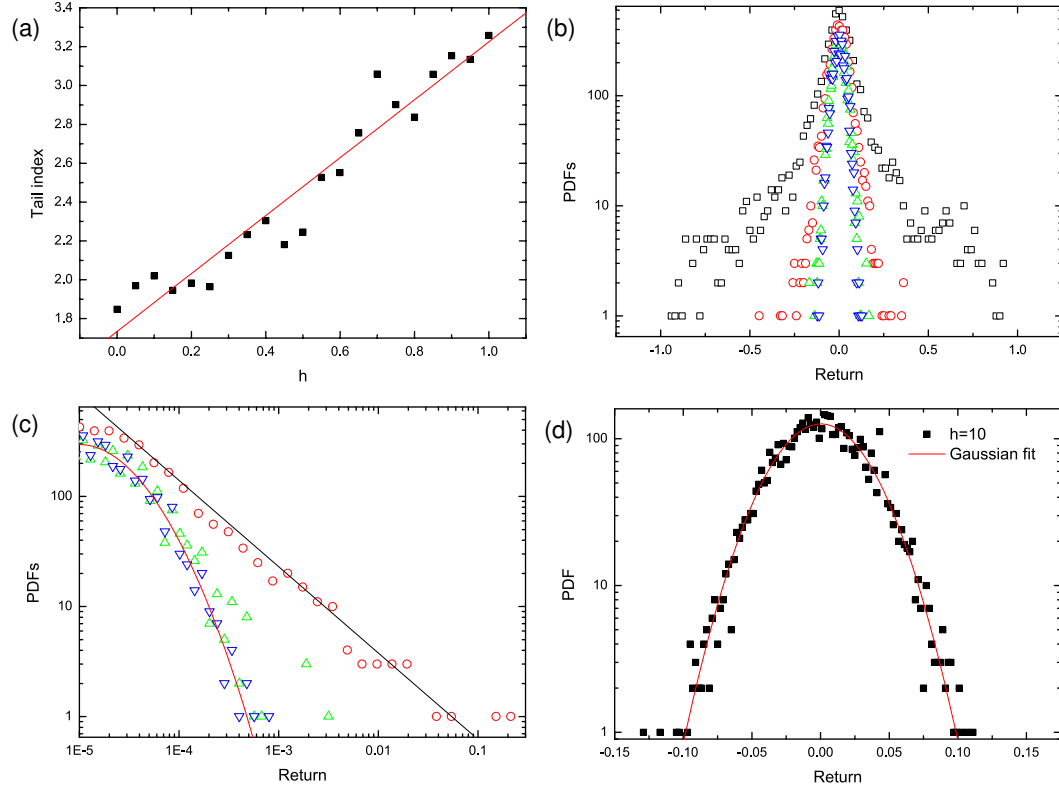 (a)
3.4
3.2
3.0
2.8
2.6
2.4
2.2
2.0
1.8
Tail index
0.0 0.2 0.4 0.6 0.8 1.0
h
(b)
100
10
1
PDFs
-1.0 -0.5 0.0 0.5 1.0
Return
(c)
100
10
1
PDFs
1E-5 1E-4 1E-3 0.01 0.1
Return
(d)
h=10
Gaussian fit
100
10
1
PDF
-0.15 -0.10 -0.05 0.00 0.05 0.10 0.15
Return